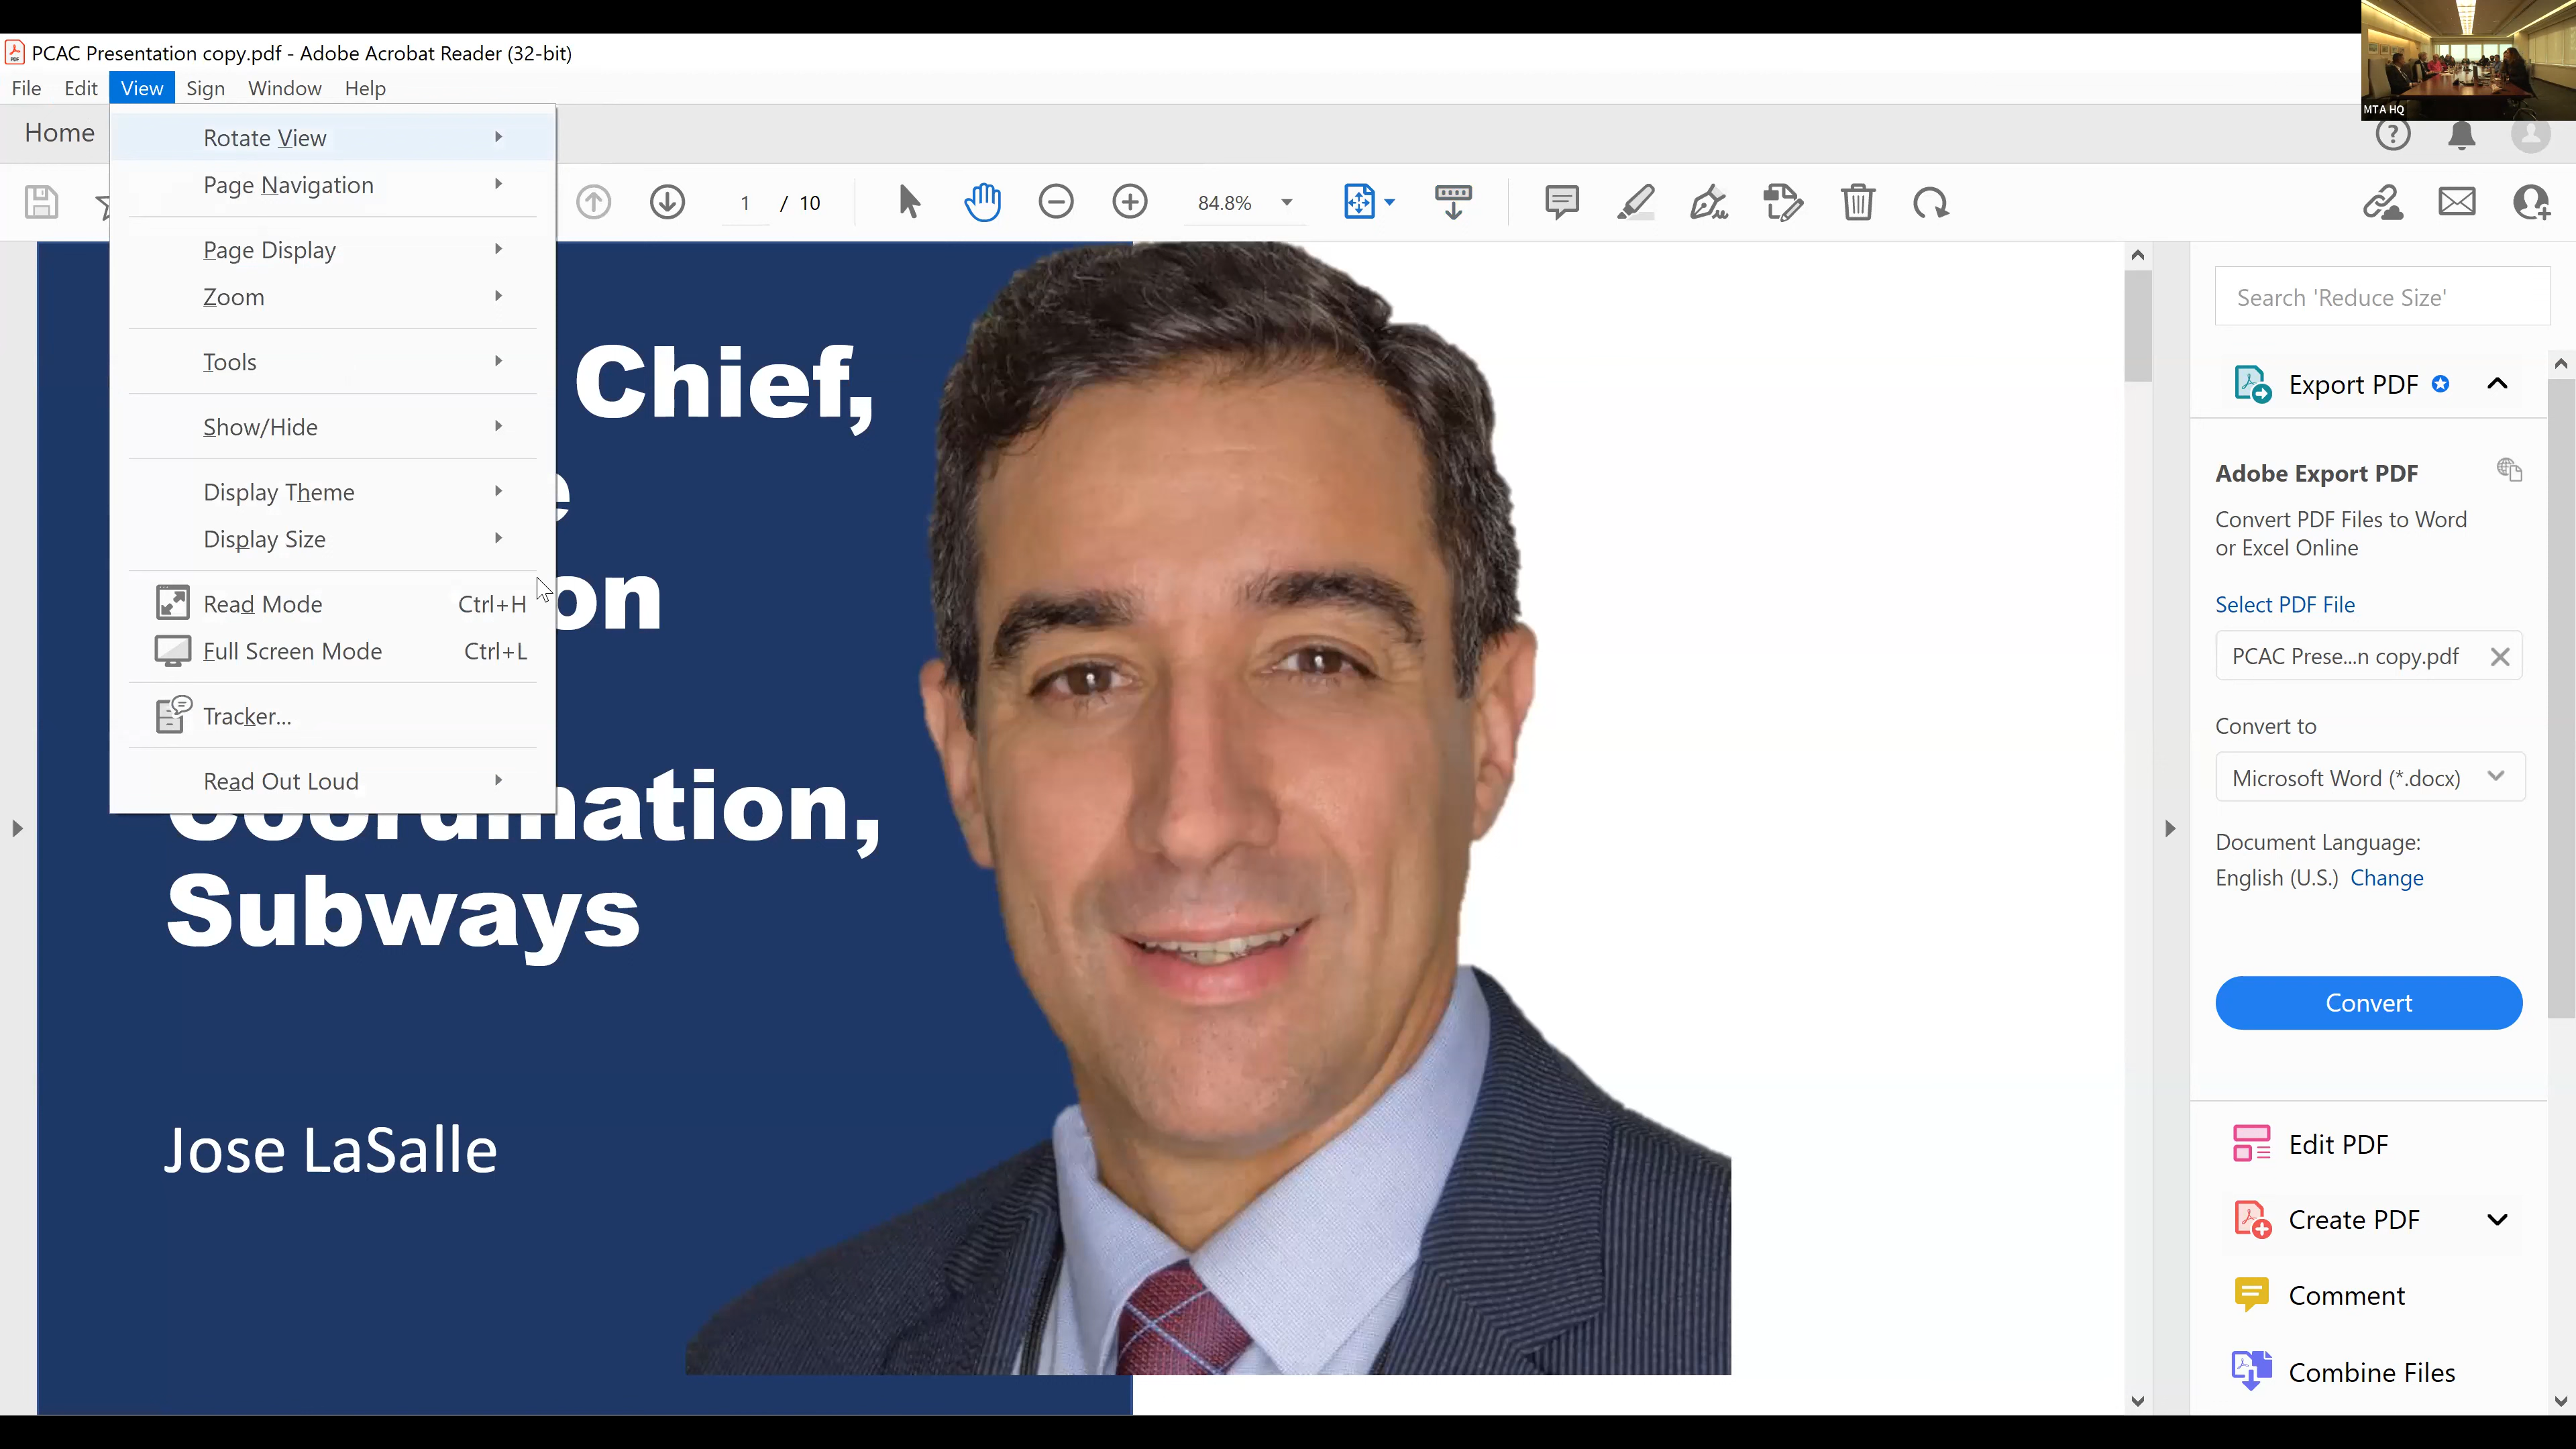 PCAC Presentation copy.pdf - Adobe Acrobat Reader (32-bit)
File Edit View Sign Window Help
MTA HQ
Home
1 / 10
84.8%
Rotate View
Page Navigation
Page Display
Zoom
Tools
Show/Hide
Display Theme
Display Size
Read Mode Ctrl+H
Full Screen Mode Ctrl+L
Tracker...
Read Out Loud
Chief,
Coordination,
Subways
Jose LaSalle
Search 'Reduce Size'
Export PDF
Adobe Export PDF
Convert PDF Files to Word
or Excel Online
Select PDF File
PCAC Prese...n copy.pdf
Convert to
Microsoft Word (*.docx)
Document Language:
English (U.S.) Change
Convert
Edit PDF
Create PDF
Comment
Combine Files